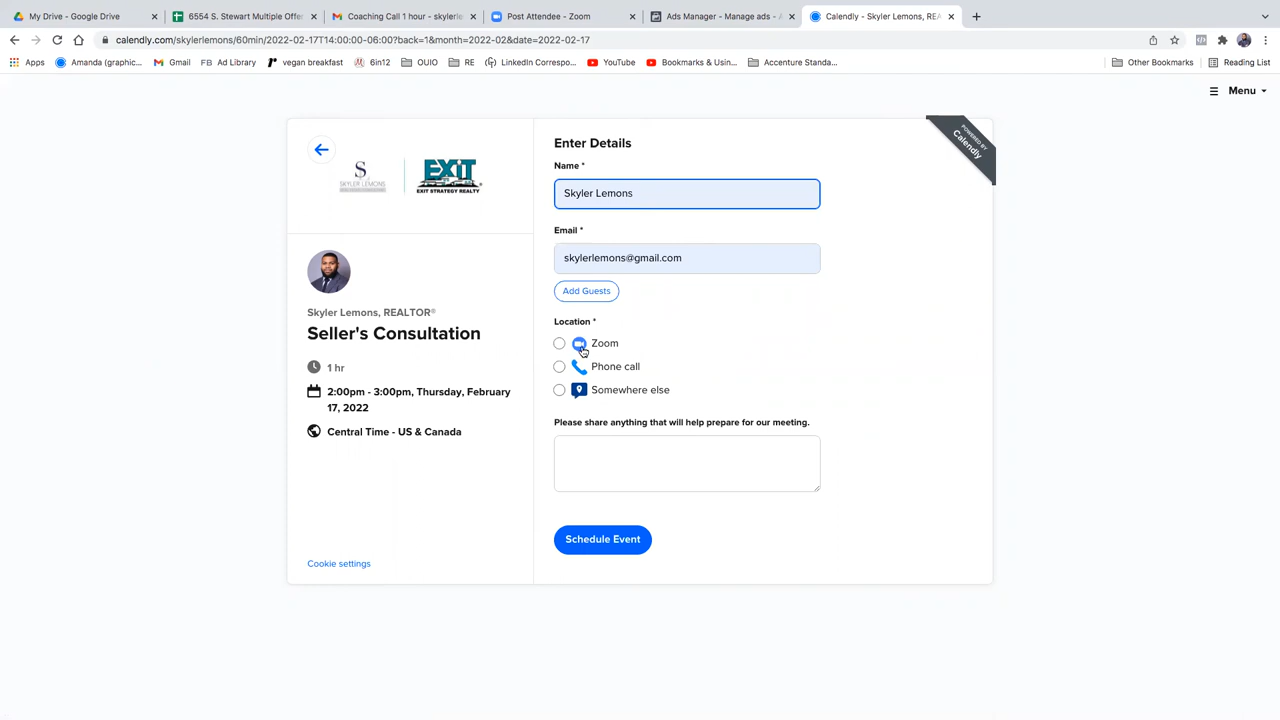 My Drive - Google Drive
6554 S. Stewart Multiple Offer
Coaching Call 1 hour - skylerle
Post Attendee - Zoom
Ads Manager - Manage ads - A
Calendly - Skyler Lemons, REA
calendly.com/skylerlemons/60min/2022-02-17T14:00:00-06:00?back=1&month=2022-02&date=2022-02-17
Apps
Amanda (graphic...
Gmail
FB Ad Library
vegan breakfast
6in12
OUIO
RE
LinkedIn Correspo...
YouTube
Bookmarks & Usin...
Accenture Standa...
Other Bookmarks
Reading List
Menu
SKYLER LEMONS
EXIT
EXIT STRATEGY REALTY
POWERED BY
Calendly
Skyler Lemons, REALTOR®
Seller's Consultation
1 hr
2:00pm - 3:00pm, Thursday, February
17, 2022
Central Time - US & Canada
Cookie settings
Enter Details
Name *
Skyler Lemons
Email *
skylerlemons@gmail.com
Add Guests
Location *
Zoom
Phone call
Somewhere else
Please share anything that will help prepare for our meeting.
Schedule Event